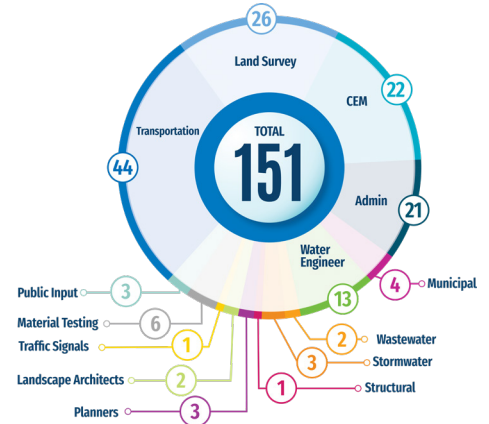 26
Land Survey
22
CEM
Transportation
44
TOTAL
151
Admin
21
Water
Engineer
13
4
Municipal
Public Input
3
Material Testing
6
Traffic Signals
1
Landscape Architects
2
Planners
3
2
Wastewater
3
Stormwater
1
Structural